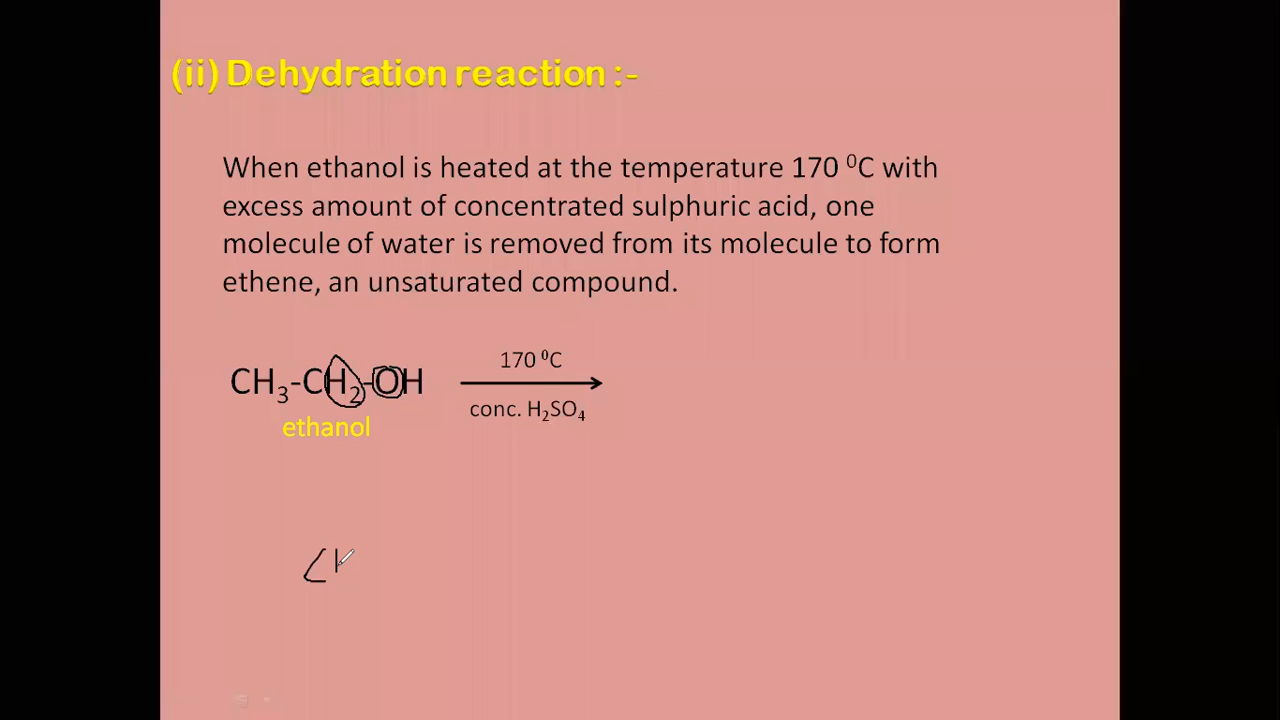 (ii) Dehydration reaction :-
When ethanol is heated at the temperature 170 ⁰C with
excess amount of concentrated sulphuric acid, one
molecule of water is removed from its molecule to form
ethene, an unsaturated compound.
170 ⁰C
CH₃-CH₂-OH
conc. H₂SO₄
ethanol